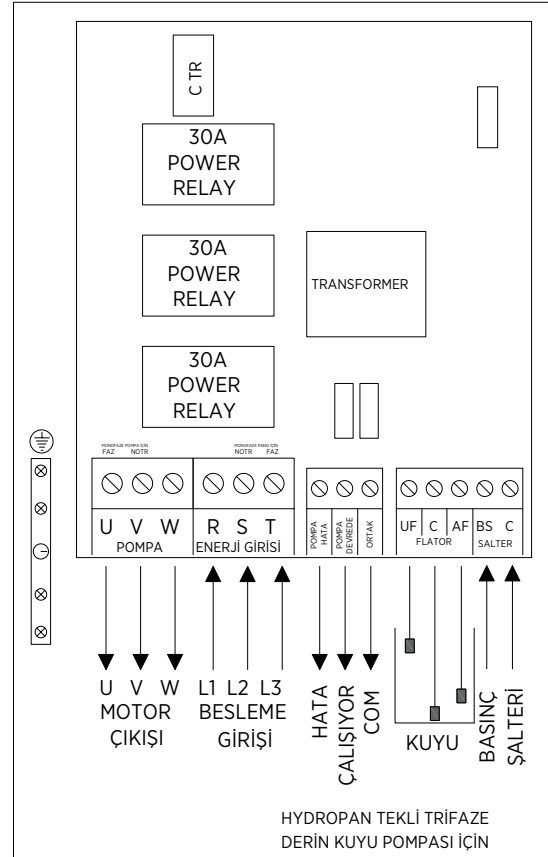 C TR
30A
POWER
RELAY
30A
POWER
RELAY
TRANSFORMER
30A
POWER
RELAY
MONOFAZE POMPA İÇİN
FAZ NOTR
MONOFAZE PANO İÇİN
NOTR FAZ
U V W
POMPA
R S T
ENERJİ GİRİSİ
POMPA
HATA
POMPA
DEVREDE
ORTAK
UF C AF
FLATOR
BS C
SALTER
U V W
MOTOR
ÇIKIŞI
L1 L2 L3
BESLEME
GİRİŞİ
HATA
ÇALIŞIYOR
COM
KUYU
BASINÇ
ŞALTERİ
HYDROPAN TEKLİ TRİFAZE
DERİN KUYU POMPASI İÇİN